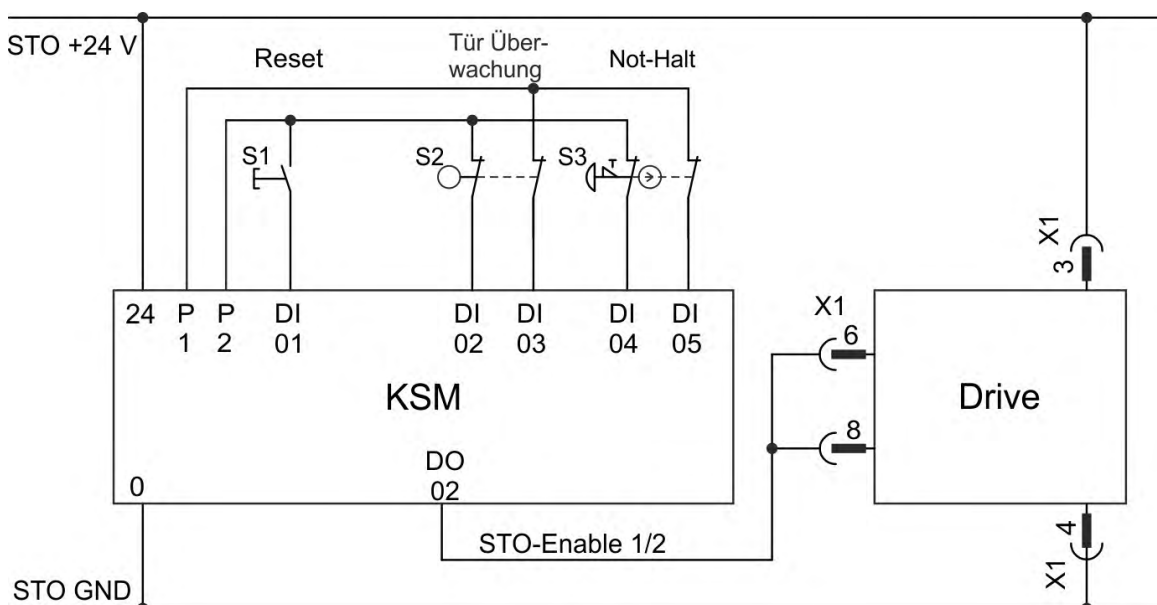 STO +24 V
Reset
Tür Über-
wachung
Not-Halt
S1
S2
S3
X1
3
24 P P DI DI DI DI DI
1 2 01 02 03 04 05
X1
6
KSM
Drive
8
DO
02
0
4
STO-Enable 1/2
X1
STO GND